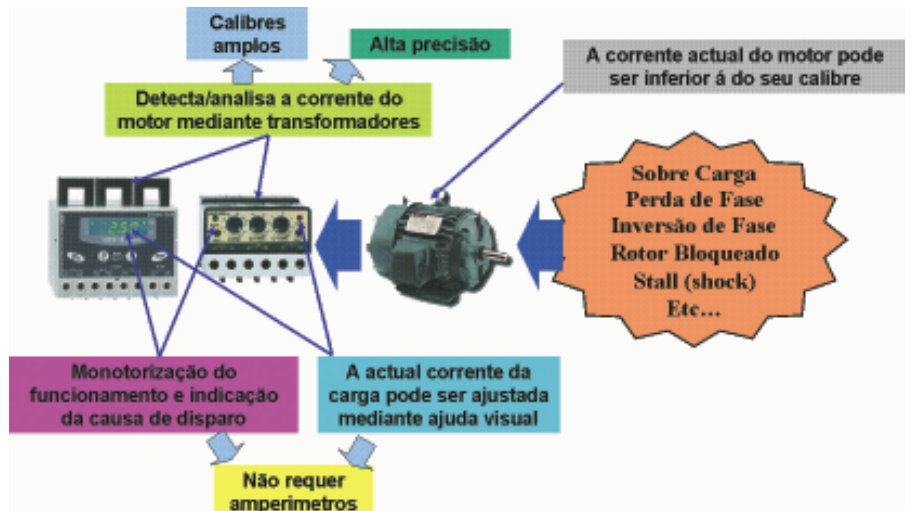 Calibres
amplos
Alta precisão
A corrente actual do motor pode
ser inferior á do seu calibre
Detecta/analisa a corrente do
motor mediante transformadores
Sobre Carga
Perda de Fase
Inversão de Fase
Rotor Bloqueado
Stall (shock)
Etc...
Monotorização do
funcionamento e indicação
da causa de disparo
A actual corrente da
carga pode ser ajustada
mediante ajuda visual
Não requer
amperimetros